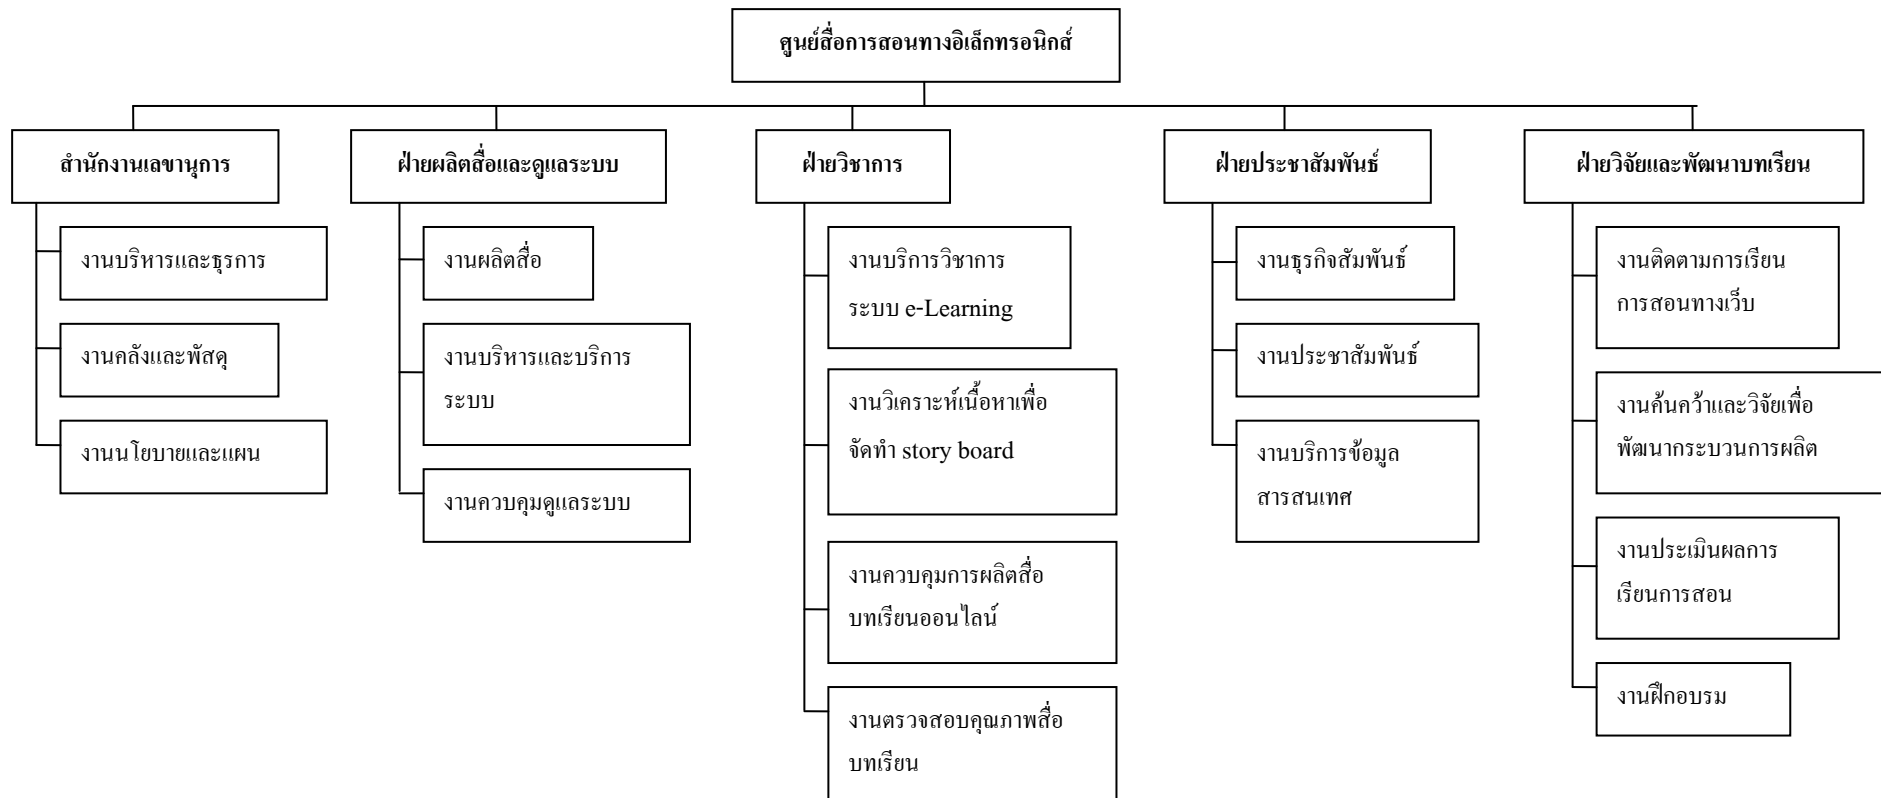 ศูนย์สื่อการสอนทางอิเล็กทรอนิกส์
สำนักงานเลขานุการ
งานบริหารและธุรการ
งานคลังและพัสดุ
งานนโยบายและแผน
ฝ่ายผลิตสื่อและดูแลระบบ
งานผลิตสื่อ
งานบริหารและบริการ
ระบบ
งานควบคุมดูแลระบบ
ฝ่ายวิชาการ
งานบริการวิชาการ
ระบบ e-Learning
งานวิเคราะห์เนื้อหาเพื่อ
จัดทำ story board
งานควบคุมการผลิตสื่อ
บทเรียนออนไลน์
งานตรวจสอบคุณภาพสื่อ
บทเรียน
ฝ่ายประชาสัมพันธ์
งานธุรกิจสัมพันธ์
งานประชาสัมพันธ์
งานบริการข้อมูล
สารสนเทศ
ฝ่ายวิจัยและพัฒนาบทเรียน
งานติดตามการเรียน
การสอนทางเว็บ
งานค้นคว้าและวิจัยเพื่อ
พัฒนากระบวนการผลิต
งานประเมินผลการ
เรียนการสอน
งานฝึกอบรม